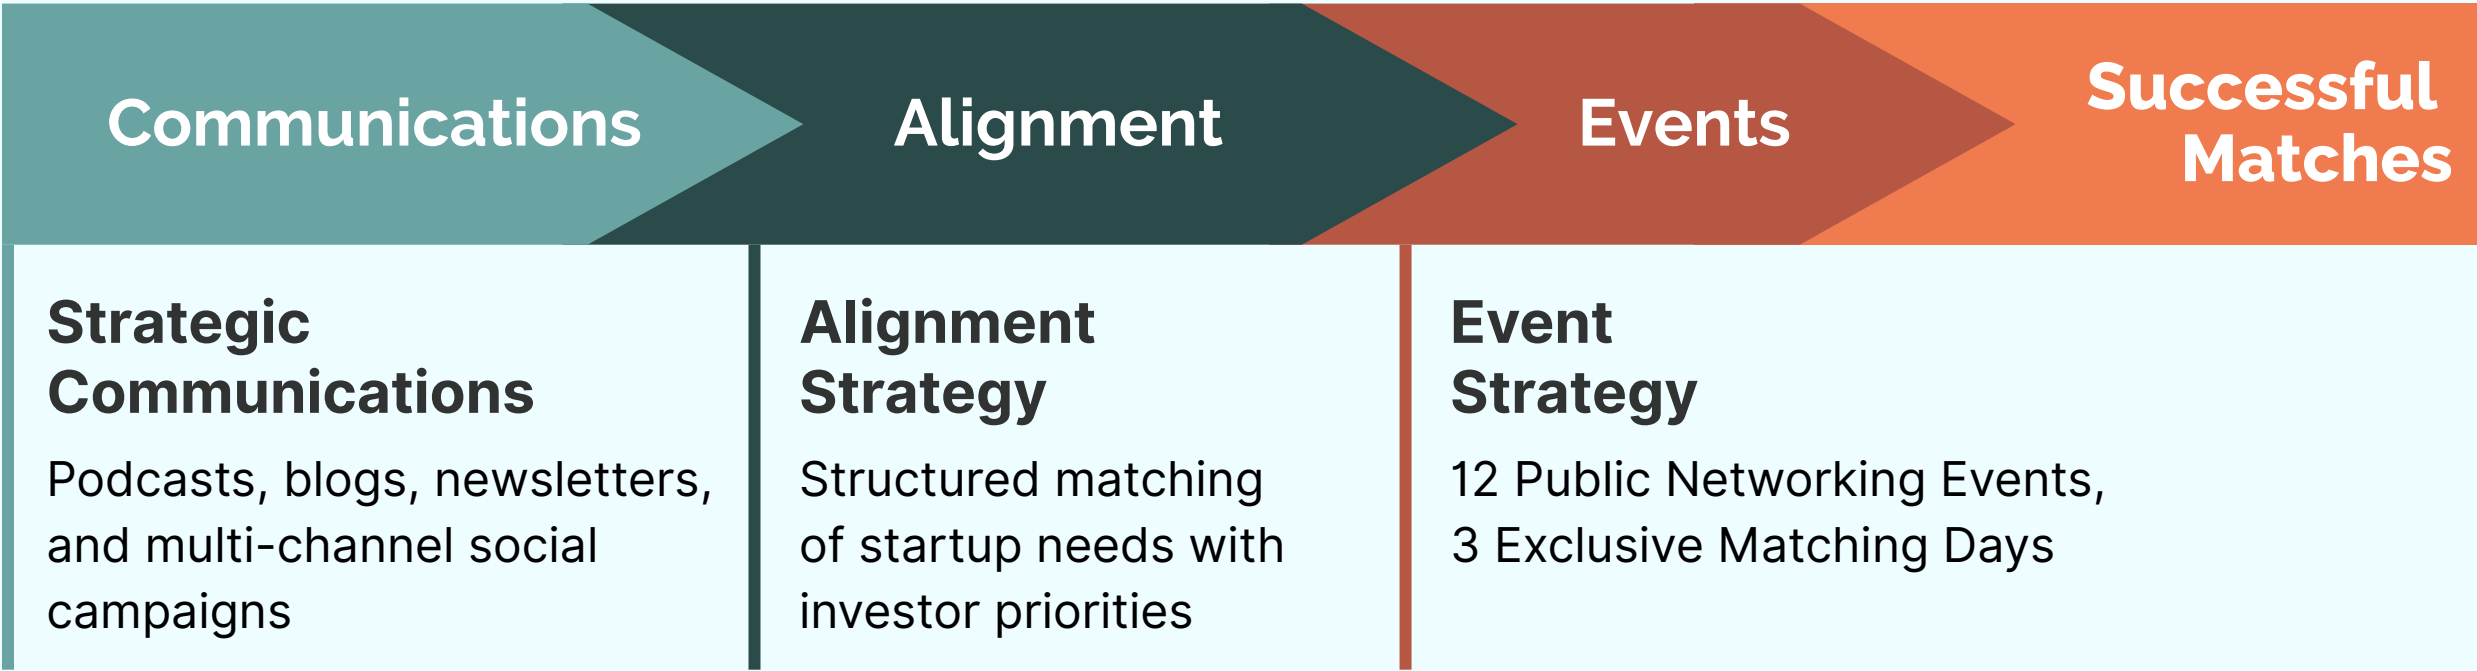 Communications
Alignment
Events
Successful
Matches
Strategic
Communications
Podcasts, blogs, newsletters,
and multi-channel social
campaigns
Alignment
Strategy
Structured matching
of startup needs with
investor priorities
Event
Strategy
12 Public Networking Events,
3 Exclusive Matching Days